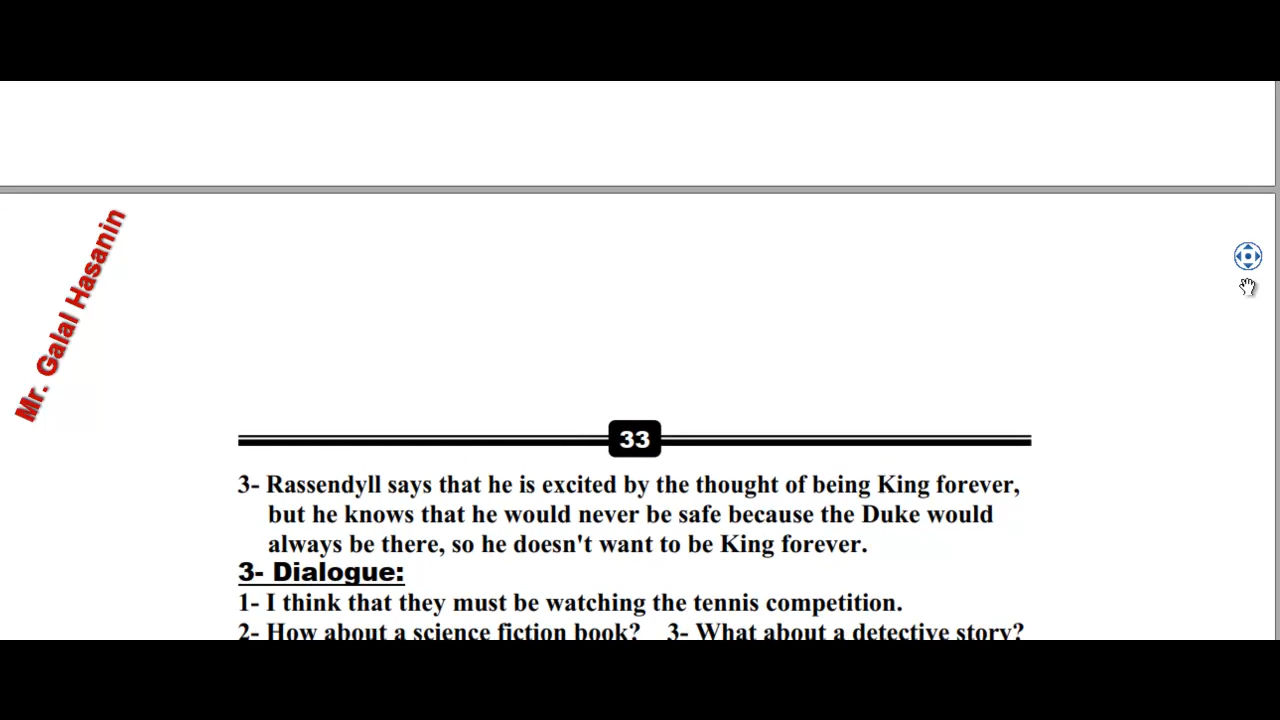 Mr. Galal Hasanin
33
3- Rassendyll says that he is excited by the thought of being King forever,
but he knows that he would never be safe because the Duke would
always be there, so he doesn't want to be King forever.
3- Dialogue:
1- I think that they must be watching the tennis competition.
2- How about a science fiction book? 3- What about a detective story?